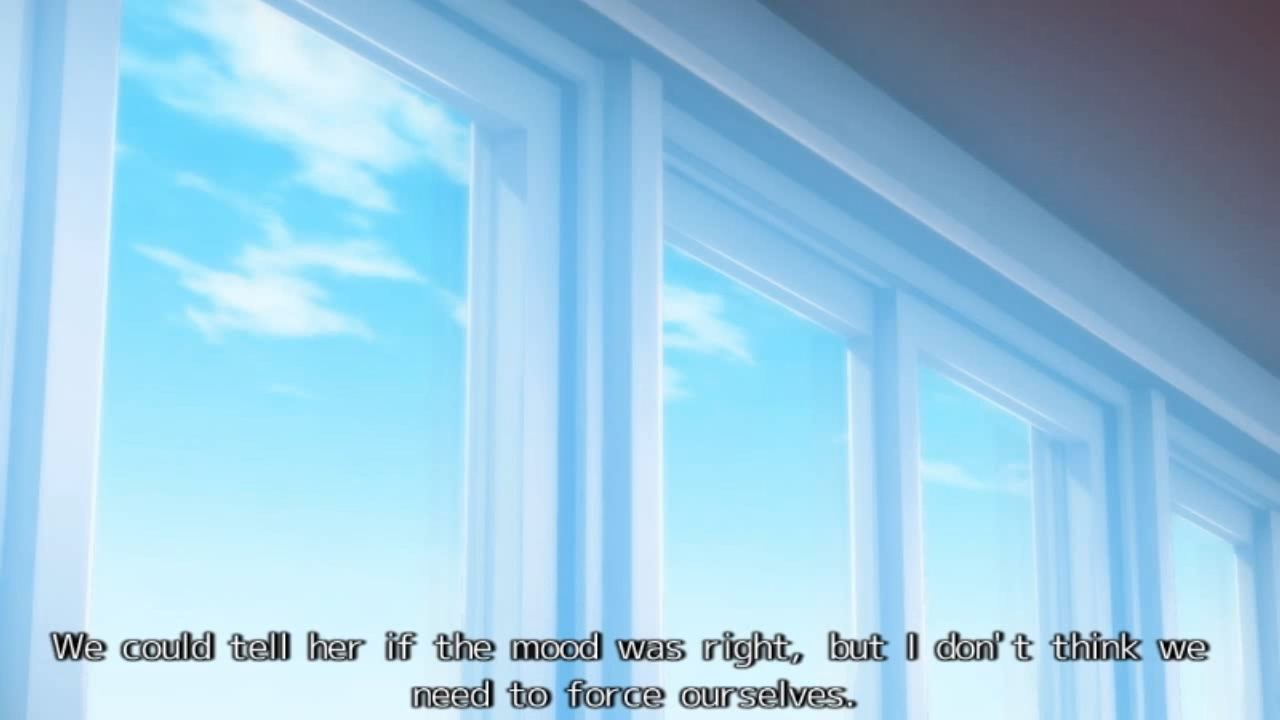 We could tell her if the mood was right, but I don't think we
need to force ourselves.